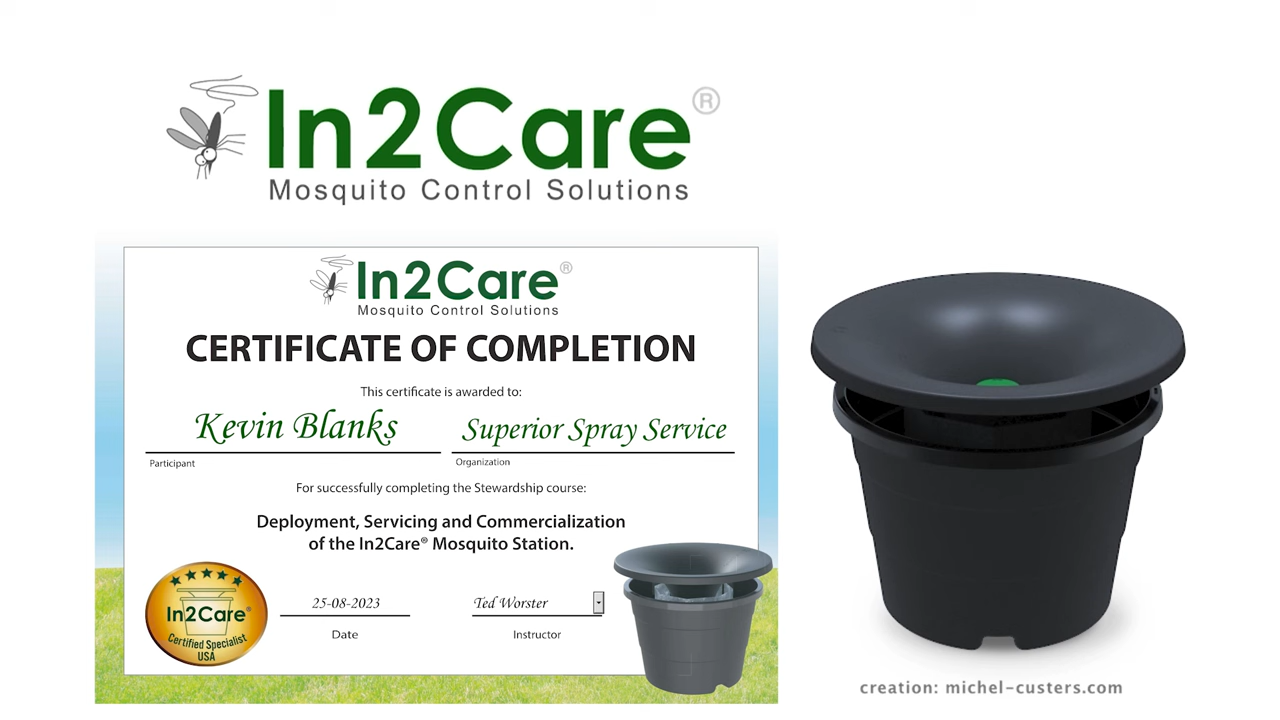 In2Care®
Mosquito Control Solutions
In2Care®
Mosquito Control Solutions
CERTIFICATE OF COMPLETION
This certificate is awarded to:
Kevin Blanks Superior Spray Service
Participant Organization
For successfully completing the Stewardship course:
Deployment, Servicing and Commercialization
of the In2Care® Mosquito Station.
In2Care®
Certified Specialist
USA
25-08-2023 Ted Worster
Date Instructor
creation: michel-custers.com